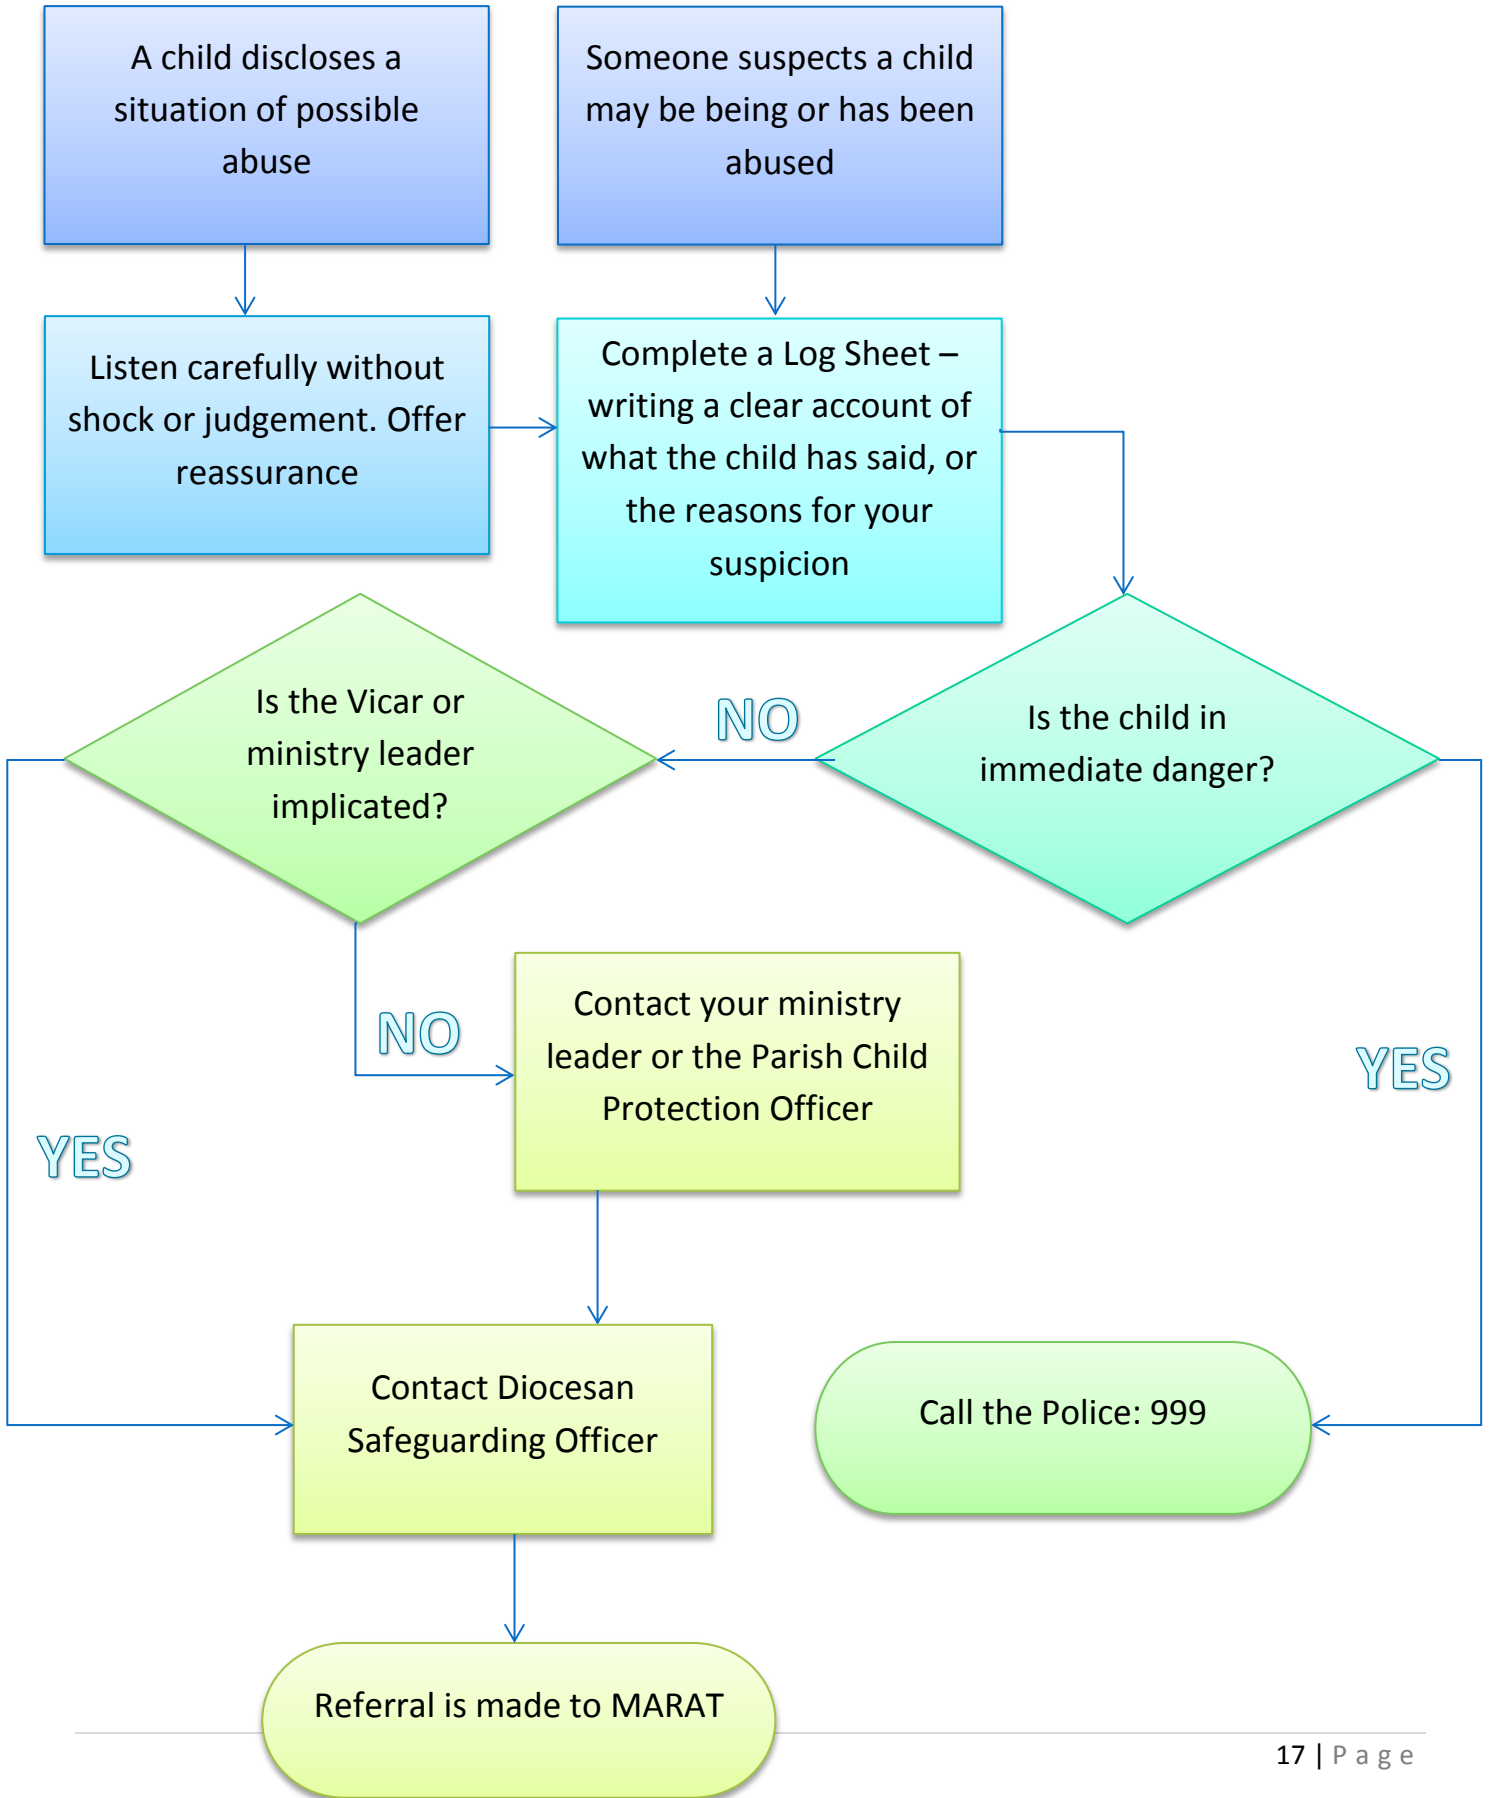 A child discloses a
situation of possible
abuse
Someone suspects a child
may be being or has been
abused
Listen carefully without
shock or judgement. Offer
reassurance
Complete a Log Sheet –
writing a clear account of
what the child has said, or
the reasons for your
suspicion
Is the Vicar or
ministry leader
implicated?
NO
Is the child in
immediate danger?
NO
Contact your ministry
leader or the Parish Child
Protection Officer
YES
YES
Contact Diocesan
Safeguarding Officer
Call the Police: 999
Referral is made to MARAT
17 | Page